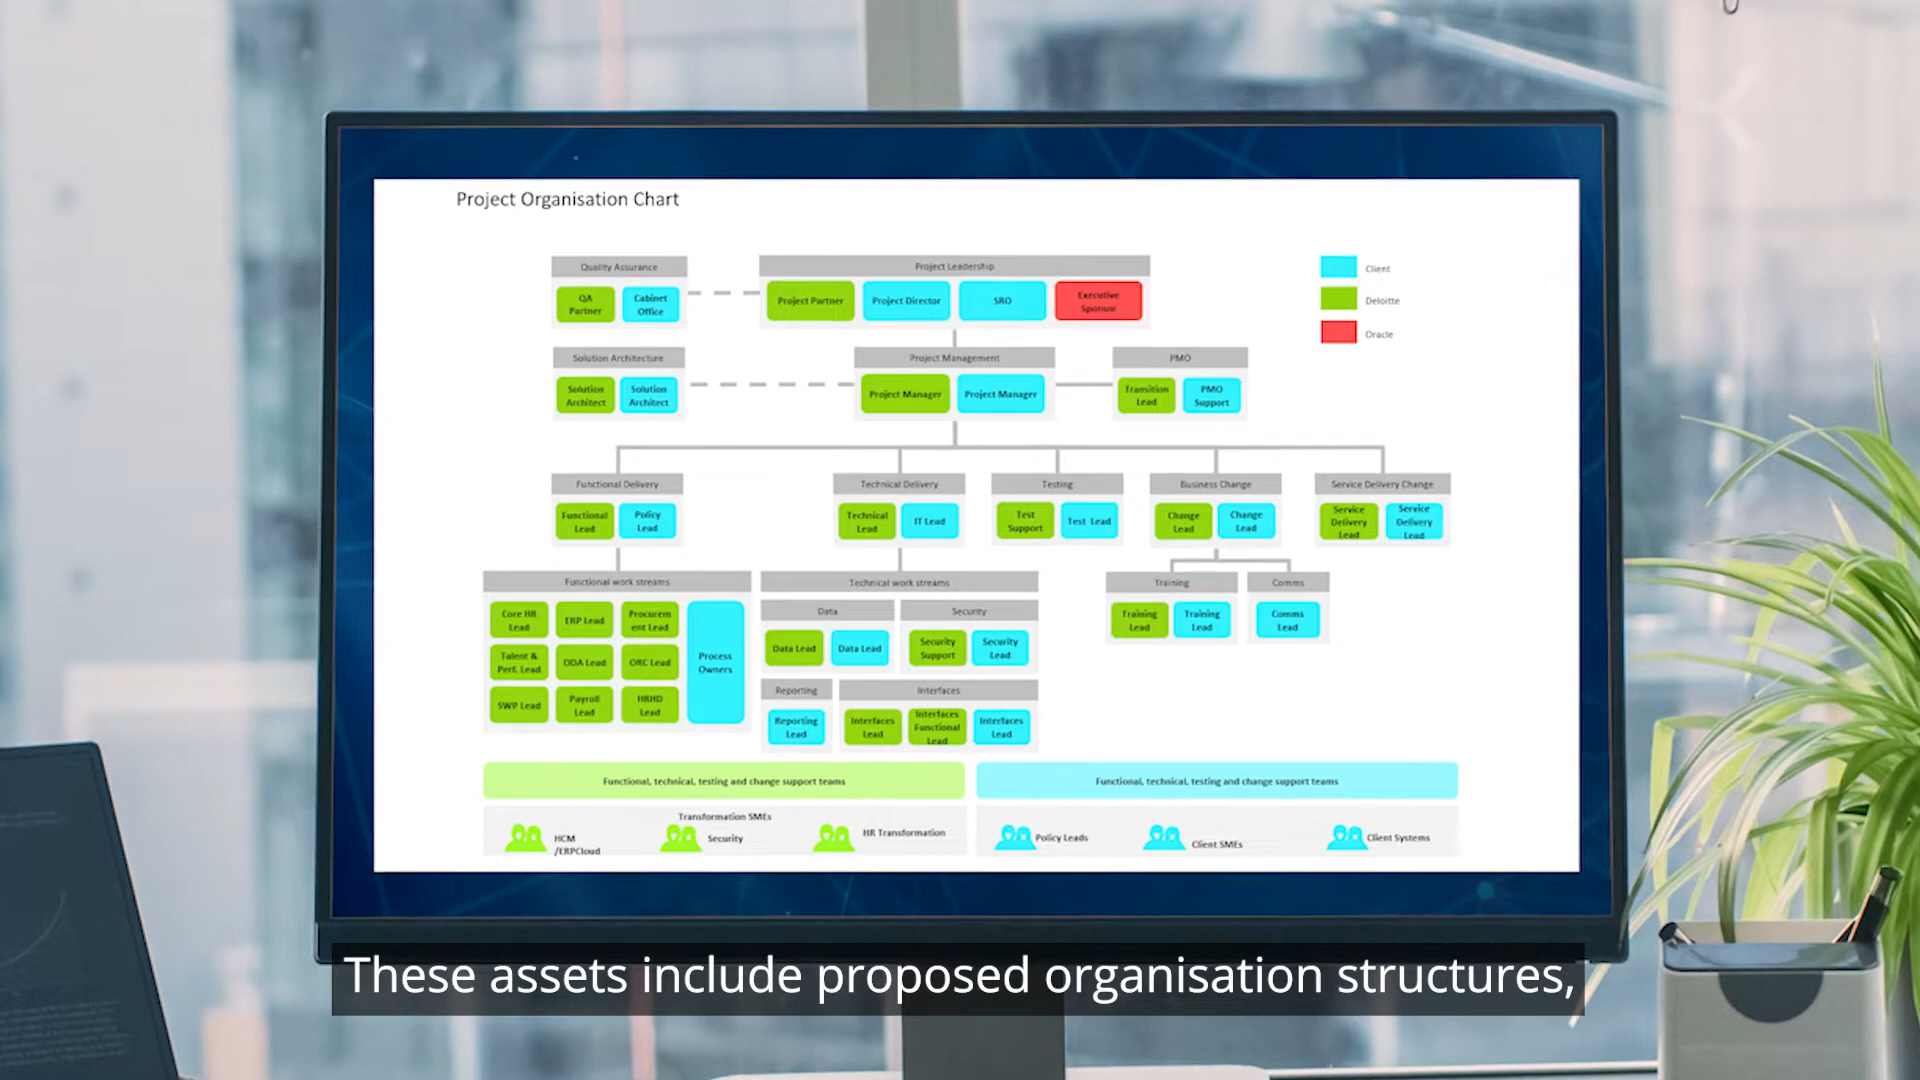 Project Organisation Chart
Quality Assurance
QA
Partner
Cabinet
Office
Project Leadership
Project Partner
Project Director
SRO
Executive
Sponsor
Client
Deloitte
Oracle
Solution Architecture
Solution
Architect
Solution
Architect
Project Management
Project Manager
Project Manager
PMO
Transition
Lead
PMO
Support
Functional Delivery
Functional
Lead
Policy
Lead
Technical Delivery
Technical
Lead
IT Lead
Testing
Test
Support
Test Lead
Business Change
Change
Lead
Change
Lead
Service Delivery Change
Service
Delivery
Lead
Service
Delivery
Lead
Functional work streams
Core HR
Lead
ERP Lead
Procurem
ent Lead
Talent &
Perf. Lead
ODA Lead
ORC Lead
SWP Lead
Payroll
Lead
HRHD
Lead
Process
Owners
Technical work streams
Data
Data Lead
Data Lead
Security
Security
Support
Security
Lead
Reporting
Reporting
Lead
Interfaces
Interfaces
Lead
Interfaces
Functional
Lead
Interfaces
Lead
Training
Training
Lead
Training
Lead
Comms
Comms
Lead
Functional, technical, testing and change support teams
Functional, technical, testing and change support teams
Transformation SMEs
HCM
/ERPCloud
Security
HR Transformation
Policy Leads
Client SMEs
Client Systems
These assets include proposed organisation structures,